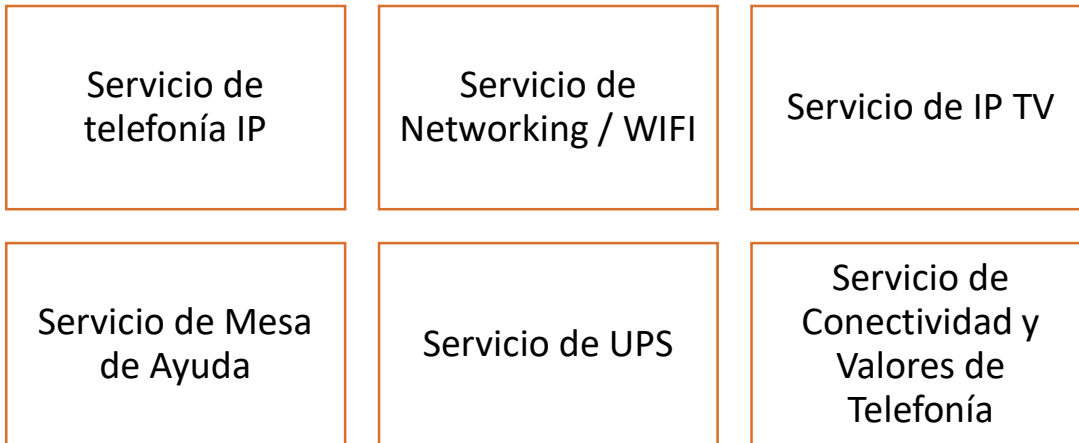 Servicio de
telefonía IP
Servicio de
Networking / WIFI
Servicio de IP TV
Servicio de Mesa
de Ayuda
Servicio de UPS
Servicio de
Conectividad y
Valores de
Telefonía